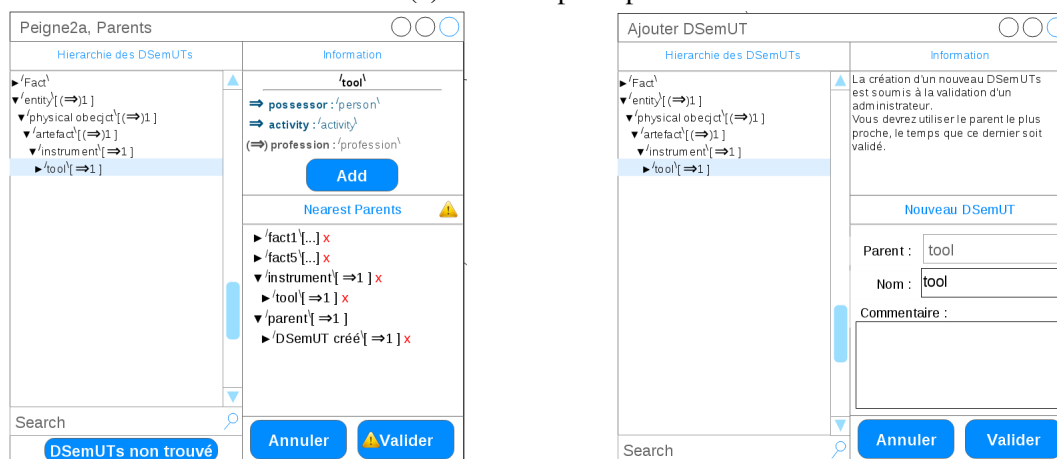 Peigne2a, Parents
Hierarchie des DSemUTs
►/Fact\
▼/entity\[(⇒)1 ]
▼/physical obecjct\[(⇒)1 ]
▼/artefact\[(⇒)1 ]
▼/instrument\[⇒1 ]
►/tool\[⇒1 ]
Search
DSemUTs non trouvé
Information
/tool\
⇒ possessor : /person\
⇒ activity : /activity\
(⇒) profession : /profession\
Add
Nearest Parents
►/fact1\[...] x
►/fact5\[...] x
▼/instrument\[ ⇒1 ] x
►/tool\[ ⇒1 ] x
▼/parent\[ ⇒1 ]
►/DSemUT créé\[ ⇒1 ] x
Annuler
Valider
Ajouter DSemUT
Hierarchie des DSemUTs
►/Fact\
▼/entity\[(⇒)1 ]
▼/physical obecjct\[(⇒)1 ]
▼/artefact\[(⇒)1 ]
▼/instrument\[⇒1 ]
►/tool\[⇒1 ]
Search
Information
La création d'un nouveau DSemUTs
est soumis à la validation d'un
administrateur.
Vous devrez utiliser le parent le plus
proche, le temps que ce dernier soit
validé.
Nouveau DSemUT
Parent : tool
Nom : tool
Commentaire :
Annuler
Valider